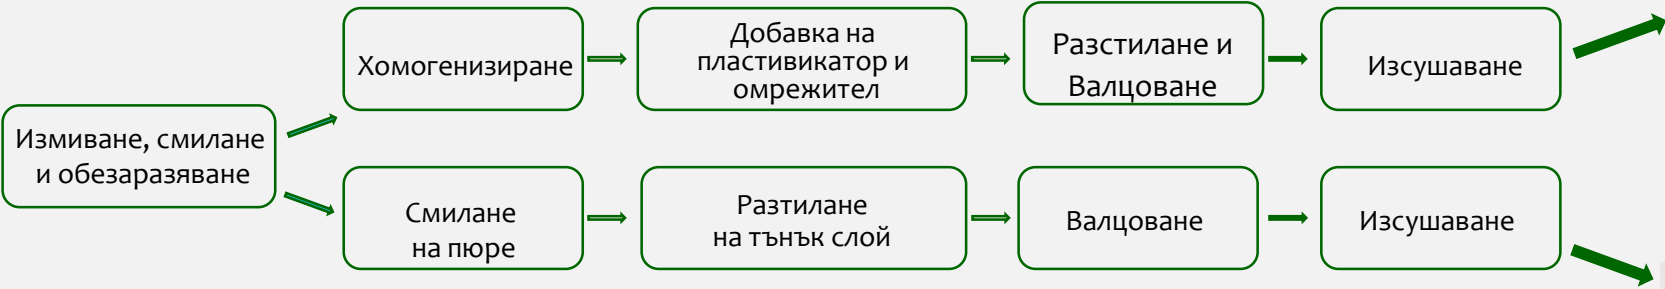 Измиване, смилане
и обезаразяване
Хомогенизиране
Добавка на
пластивикатор и
омрежител
Разстилане и
Валцоване
Изсушаване
Смилане
на пюре
Разтилане
на тънък слой
Валцоване
Изсушаване